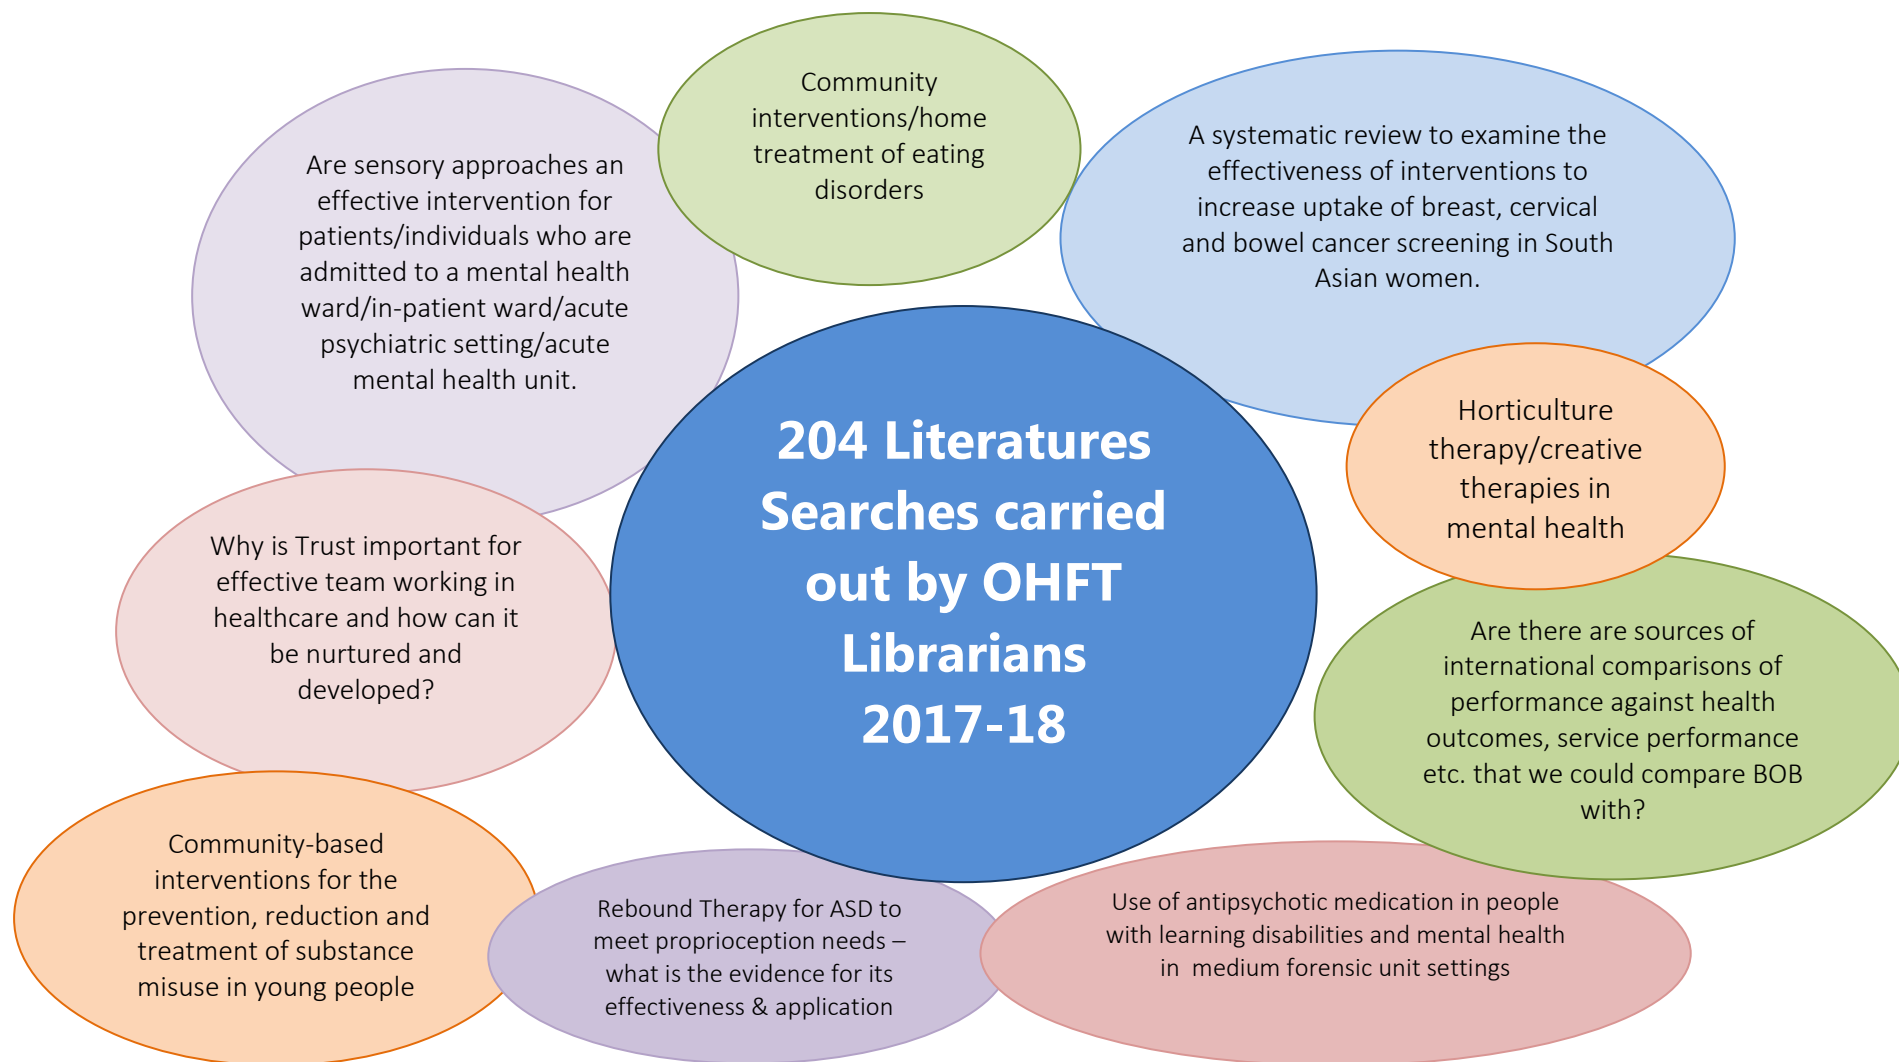 Community
interventions/home
treatment of eating
disorders
Are sensory approaches an
effective intervention for
patients/individuals who are
admitted to a mental health
ward/in-patient ward/acute
psychiatric setting/acute
mental health unit.
A systematic review to examine the
effectiveness of interventions to
increase uptake of breast, cervical
and bowel cancer screening in South
Asian women.
204 Literatures
Searches carried
out by OHFT
Librarians
2017-18
Horticulture
therapy/creative
therapies in
mental health
Why is Trust important for
effective team working in
healthcare and how can it
be nurtured and
developed?
Are there are sources of
international comparisons of
performance against health
outcomes, service performance
etc. that we could compare BOB
with?
Community-based
interventions for the
prevention, reduction and
treatment of substance
misuse in young people
Rebound Therapy for ASD to
meet proprioception needs –
what is the evidence for its
effectiveness & application
Use of antipsychotic medication in people
with learning disabilities and mental health
in  medium forensic unit settings